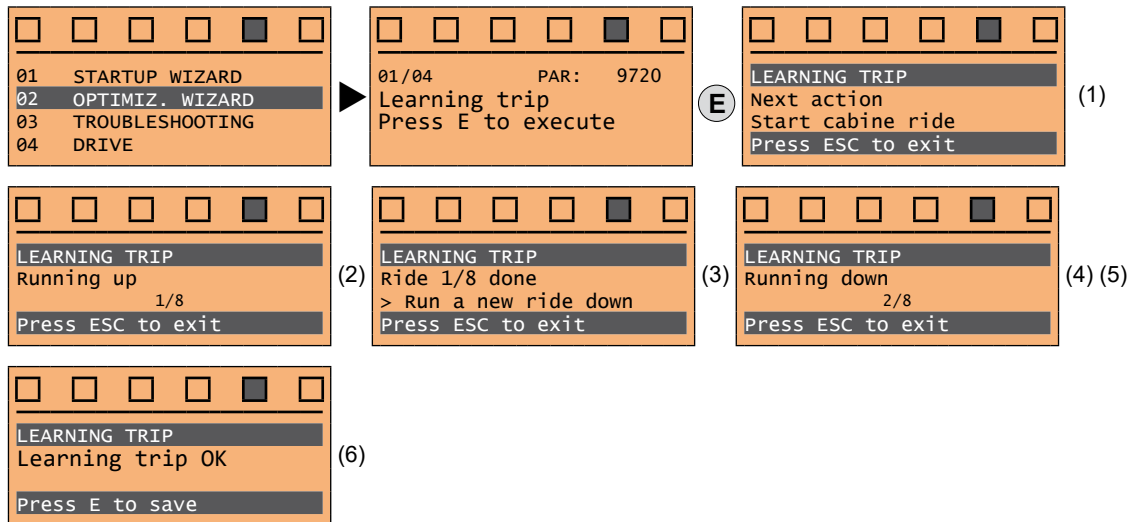 01 STARTUP WIZARD
02 OPTIMIZ. WIZARD
03 TROUBLESHOOTING
04 DRIVE
01/04 PAR: 9720
Learning trip
Press E to execute
E
LEARNING TRIP
Next action
Start cabine ride
Press ESC to exit
(1)
LEARNING TRIP
Running up
1/8
Press ESC to exit
(2)
LEARNING TRIP
Ride 1/8 done
> Run a new ride down
Press ESC to exit
(3)
LEARNING TRIP
Running down
2/8
Press ESC to exit
(4) (5)
LEARNING TRIP
Learning trip OK
Press E to save
(6)